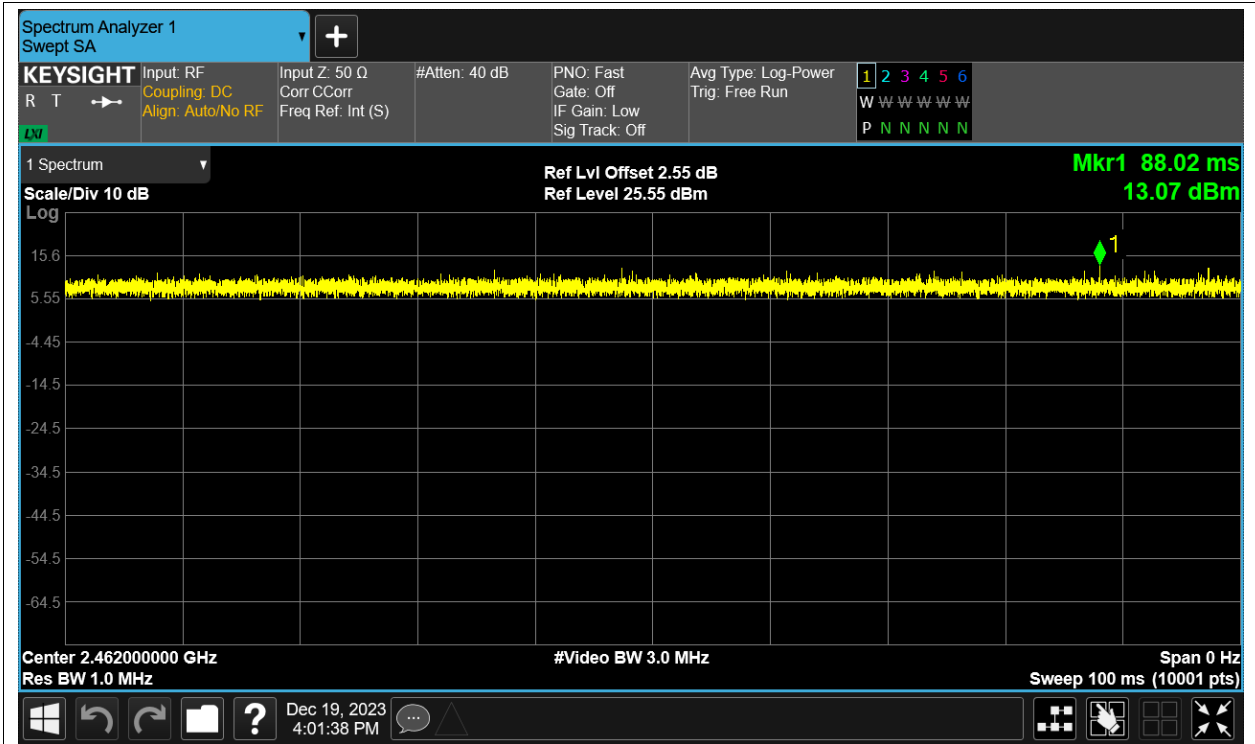 Spectrum Analyzer 1
Swept SA
+
KEYSIGHT
R T
LXI
Input: RF
Coupling: DC
Align: Auto/No RF
Input Z: 50 Ω
Corr CCorr
Freq Ref: Int (S)
#Atten: 40 dB
PNO: Fast
Gate: Off
IF Gain: Low
Sig Track: Off
Avg Type: Log-Power
Trig: Free Run
1 2 3 4 5 6
W W W W W W
P N N N N N
1 Spectrum
Scale/Div 10 dB
Log
Ref Lvl Offset 2.55 dB
Ref Level 25.55 dBm
Mkr1 88.02 ms
13.07 dBm
1
15.6
5.55
-4.45
-14.5
-24.5
-34.5
-44.5
-54.5
-64.5
Center 2.462000000 GHz
Res BW 1.0 MHz
#Video BW 3.0 MHz
Span 0 Hz
Sweep 100 ms (10001 pts)
?
Dec 19, 2023
4:01:38 PM